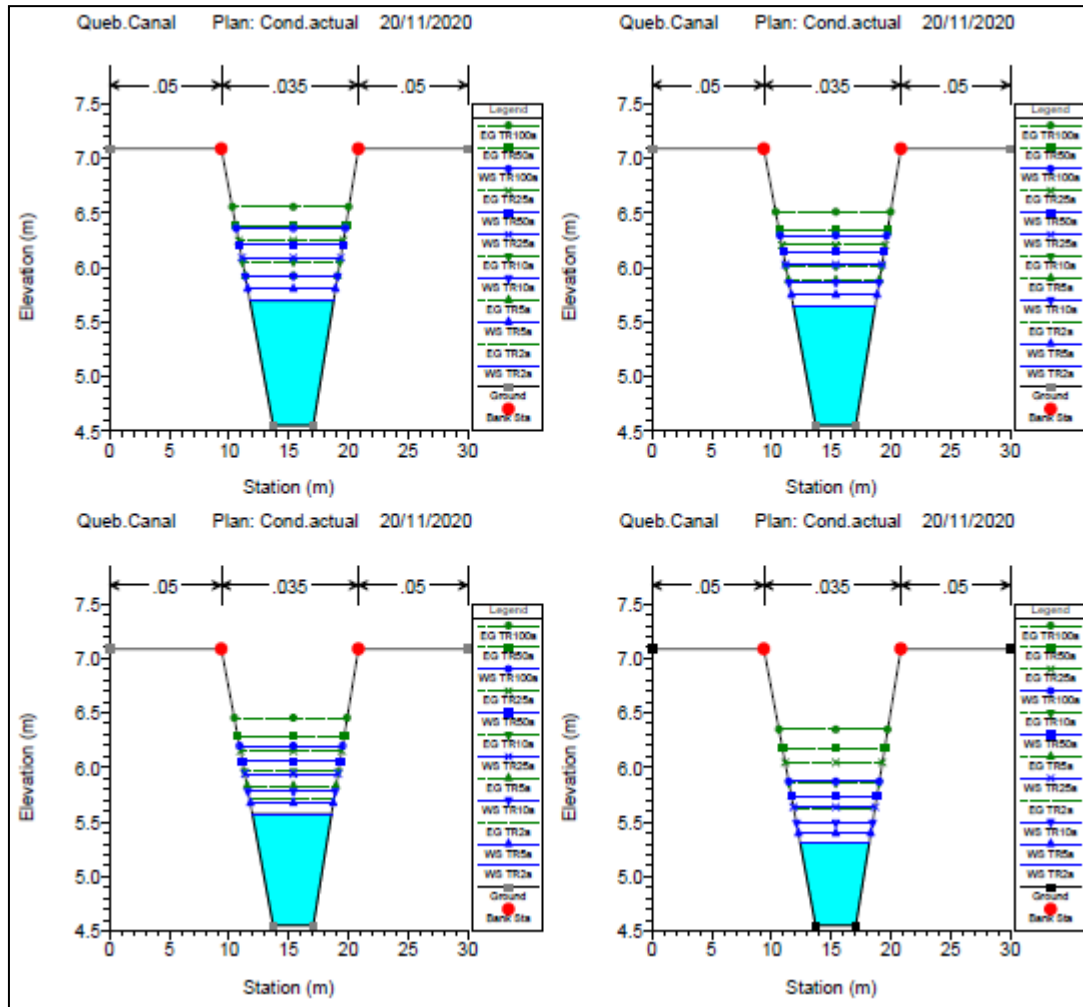 Queb.Canal Plan: Cond.actual 20/11/2020
.05 .035 .05
7.5
7.0
6.5
6.0
5.5
5.0
4.5
Elevation (m)
0 5 10 15 20 25 30
Station (m)
Legend
EG TR100a
EG TR50a
WS TR100a
EG TR25a
WS TR50a
WS TR25a
EG TR10a
WS TR10a
EG TR5a
WS TR5a
EG TR2a
WS TR2a
Ground
Bank Sta
Queb.Canal Plan: Cond.actual 20/11/2020
.05 .035 .05
7.5
7.0
6.5
6.0
5.5
5.0
4.5
Elevation (m)
0 5 10 15 20 25 30
Station (m)
Legend
EG TR100a
EG TR50a
WS TR100a
EG TR25a
WS TR50a
WS TR25a
EG TR10a
EG TR5a
WS TR10a
EG TR2a
WS TR5a
WS TR2a
Ground
Bank Sta
Queb.Canal Plan: Cond.actual 20/11/2020
.05 .035 .05
7.5
7.0
6.5
6.0
5.5
5.0
4.5
Elevation (m)
0 5 10 15 20 25 30
Station (m)
Legend
EG TR100a
EG TR50a
WS TR100a
EG TR25a
WS TR50a
EG TR10a
WS TR25a
EG TR5a
WS TR10a
EG TR2a
WS TR5a
WS TR2a
Ground
Bank Sta
Queb.Canal Plan: Cond.actual 20/11/2020
.05 .035 .05
7.5
7.0
6.5
6.0
5.5
5.0
4.5
Elevation (m)
0 5 10 15 20 25 30
Station (m)
Legend
EG TR100a
EG TR50a
EG TR25a
WS TR100a
EG TR10a
WS TR50a
EG TR5a
WS TR25a
EG TR2a
WS TR10a
WS TR5a
WS TR2a
Ground
Bank Sta